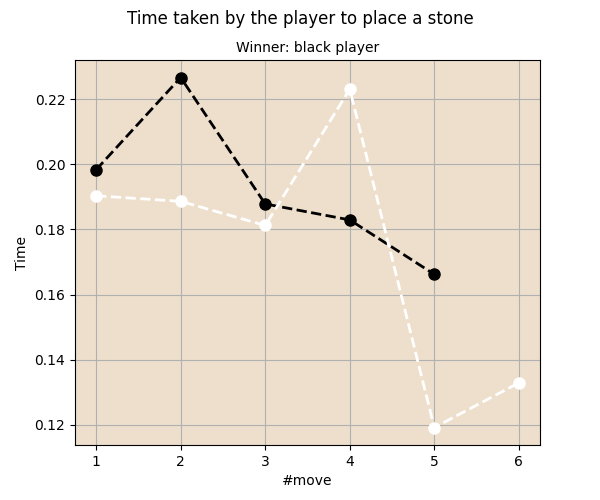 Time taken by the player to place a stone
Winner: black player
0.22
0.20
0.18
0.16
0.14
0.12
Time
1 2 3 4 5 6
#move